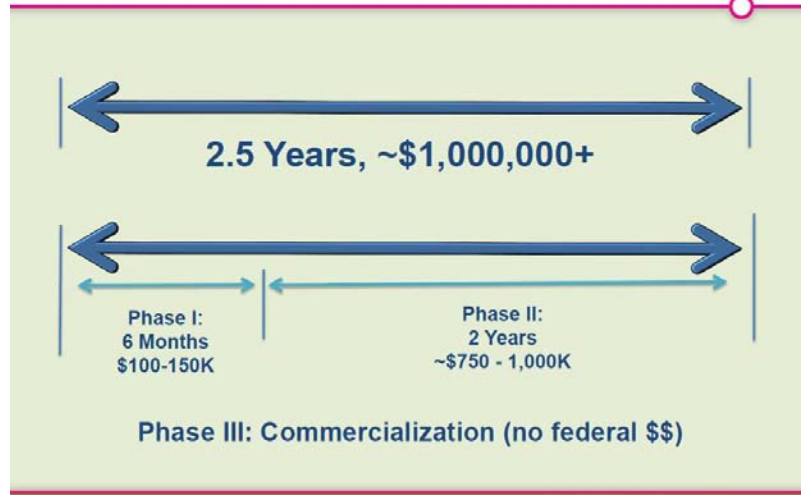 2.5 Years, ~$1,000,000+
Phase I:
6 Months
$100-150K
Phase II:
2 Years
~$750 - 1,000K
Phase III: Commercialization (no federal $$)